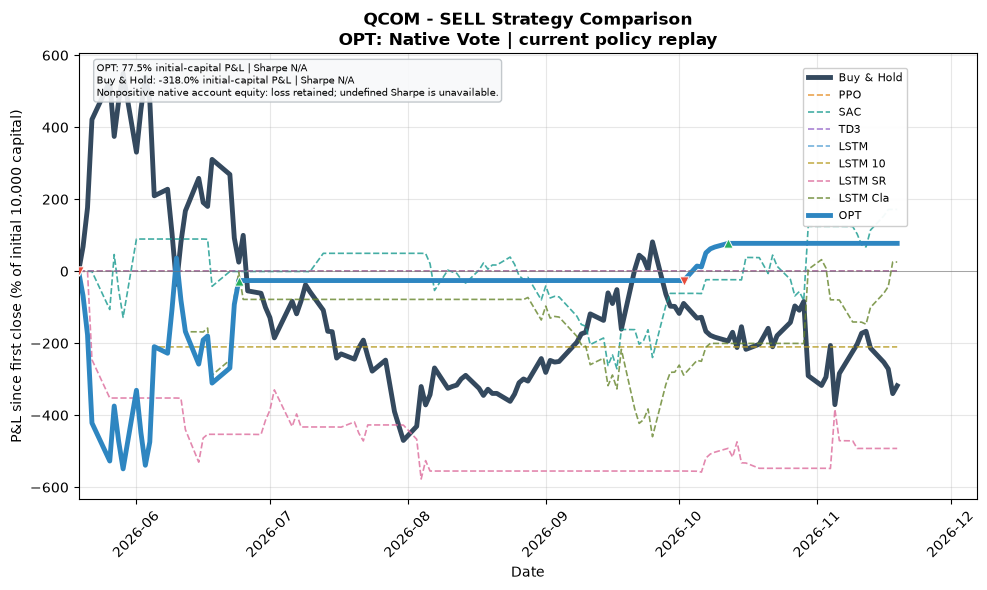 QCOM - SELL Strategy Comparison
OPT: Native Vote | current policy replay
OPT: 77.5% initial-capital P&L | Sharpe N/A
Buy & Hold: -318.0% initial-capital P&L | Sharpe N/A
Nonpositive native account equity: loss retained; undefined Sharpe is unavailable.
Buy & Hold
PPO
SAC
TD3
LSTM
LSTM 10
LSTM SR
LSTM Cla
OPT
P&L since first close (% of initial 10,000 capital)
600
400
200
0
−200
−400
−600
2026-06
2026-07
2026-08
2026-09
2026-10
2026-11
2026-12
Date